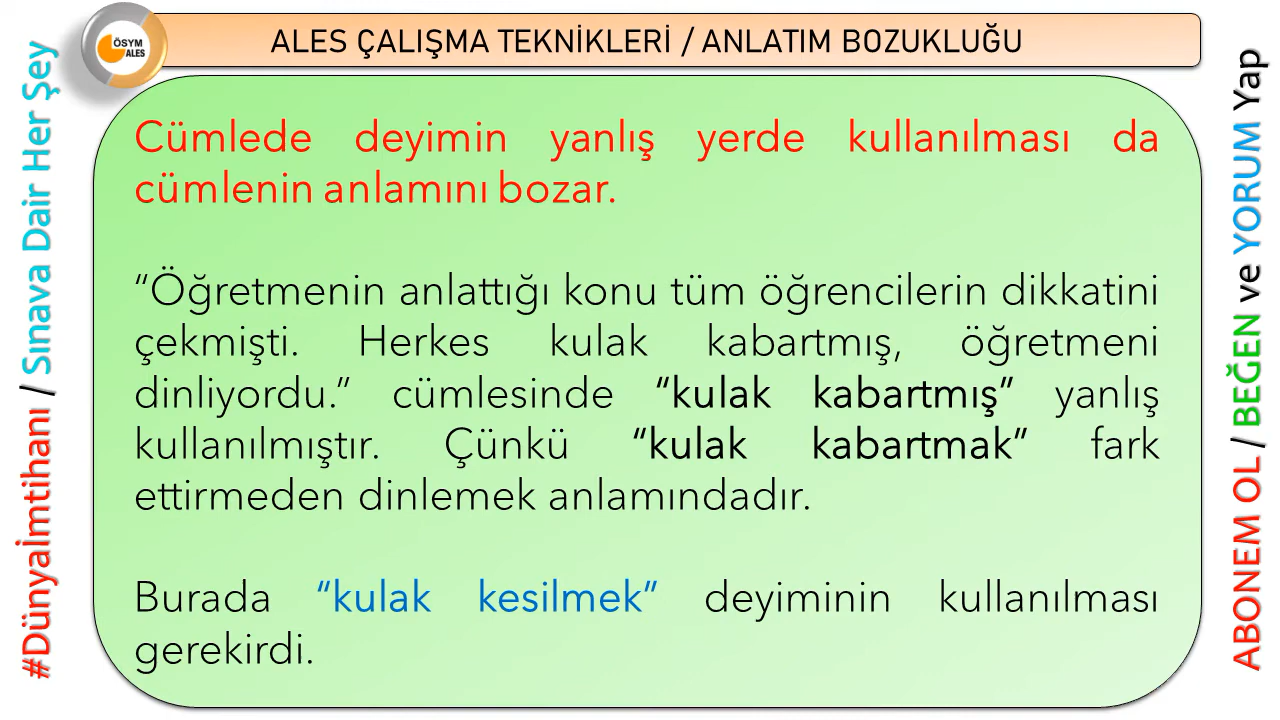 ÖSYM
ALES
ALES ÇALIŞMA TEKNİKLERİ / ANLATIM BOZUKLUĞU
#Dünyaİmtihanı / Sınava Dair Her Şey
Cümlede deyimin yanlış yerde kullanılması da
cümlenin anlamını bozar.
“Öğretmenin anlattığı konu tüm öğrencilerin dikkatini
çekmişti. Herkes kulak kabartmış, öğretmeni
dinliyordu.” cümlesinde “kulak kabartmış” yanlış
kullanılmıştır. Çünkü “kulak kabartmak” fark
ettirmeden dinlemek anlamındadır.
Burada “kulak kesilmek” deyiminin kullanılması
gerekirdi.
ABONEM OL / BEĞEN ve YORUM Yap